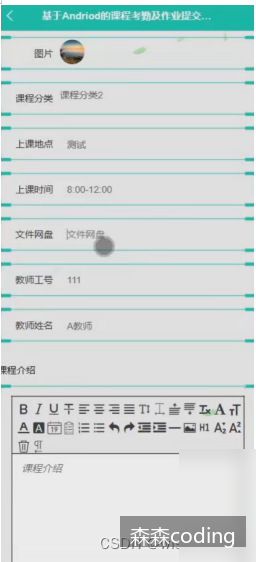 基于Andriod的课程考勤及作业提交...
图片
课程分类 课程分类2
上课地点 测试
上课时间 8:00-12:00
文件网盘 文件网盘
教师工号 111
教师姓名 A教师
课程介绍
课程介绍
森森coding
CSDN